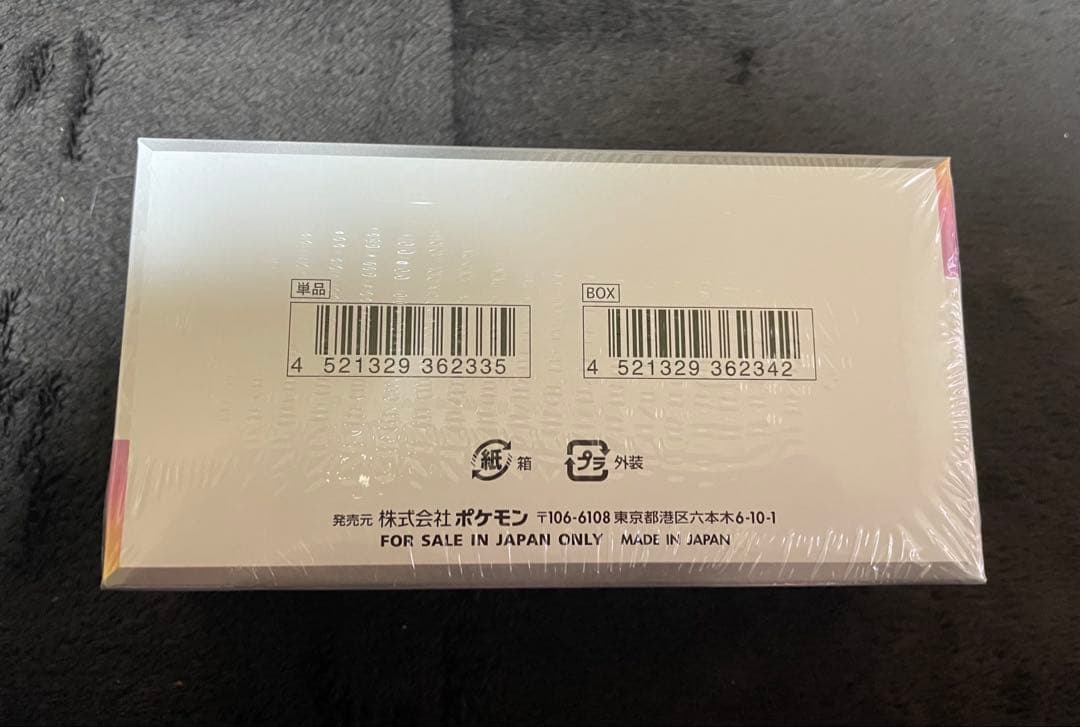 単品
4 521329 362335
BOX
4 521329 362342
紙 箱
プラ 外装
発売元 株式会社 ポケモン 〒106-6108 東京都港区六本木6-10-1
FOR SALE IN JAPAN ONLY MADE IN JAPAN